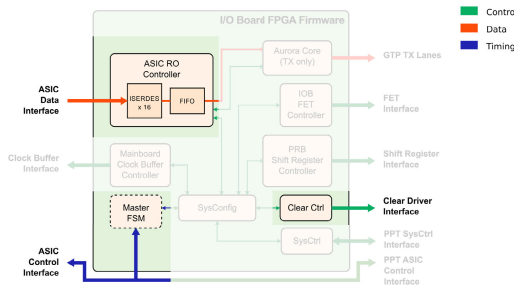 I/O Board FPGA Firmware
Control
Data
Timing
ASIC RO
Controller
ISERDES
x 16
FIFO
Aurora Core
(TX only)
GTP TX Lanes
ASIC
Data
Interface
IOB
FET
Controller
FET
Interface
Mainboard
Clock Buffer
Controller
Clock Buffer
Interface
PRB
Shift Register
Controller
Shift Register
Interface
Master
FSM
SysConfig
Clear Ctrl
Clear Driver
Interface
SysCtrl
PPT SysCtrl
Interface
ASIC
Control
Interface
PPT ASIC
Control
Interface